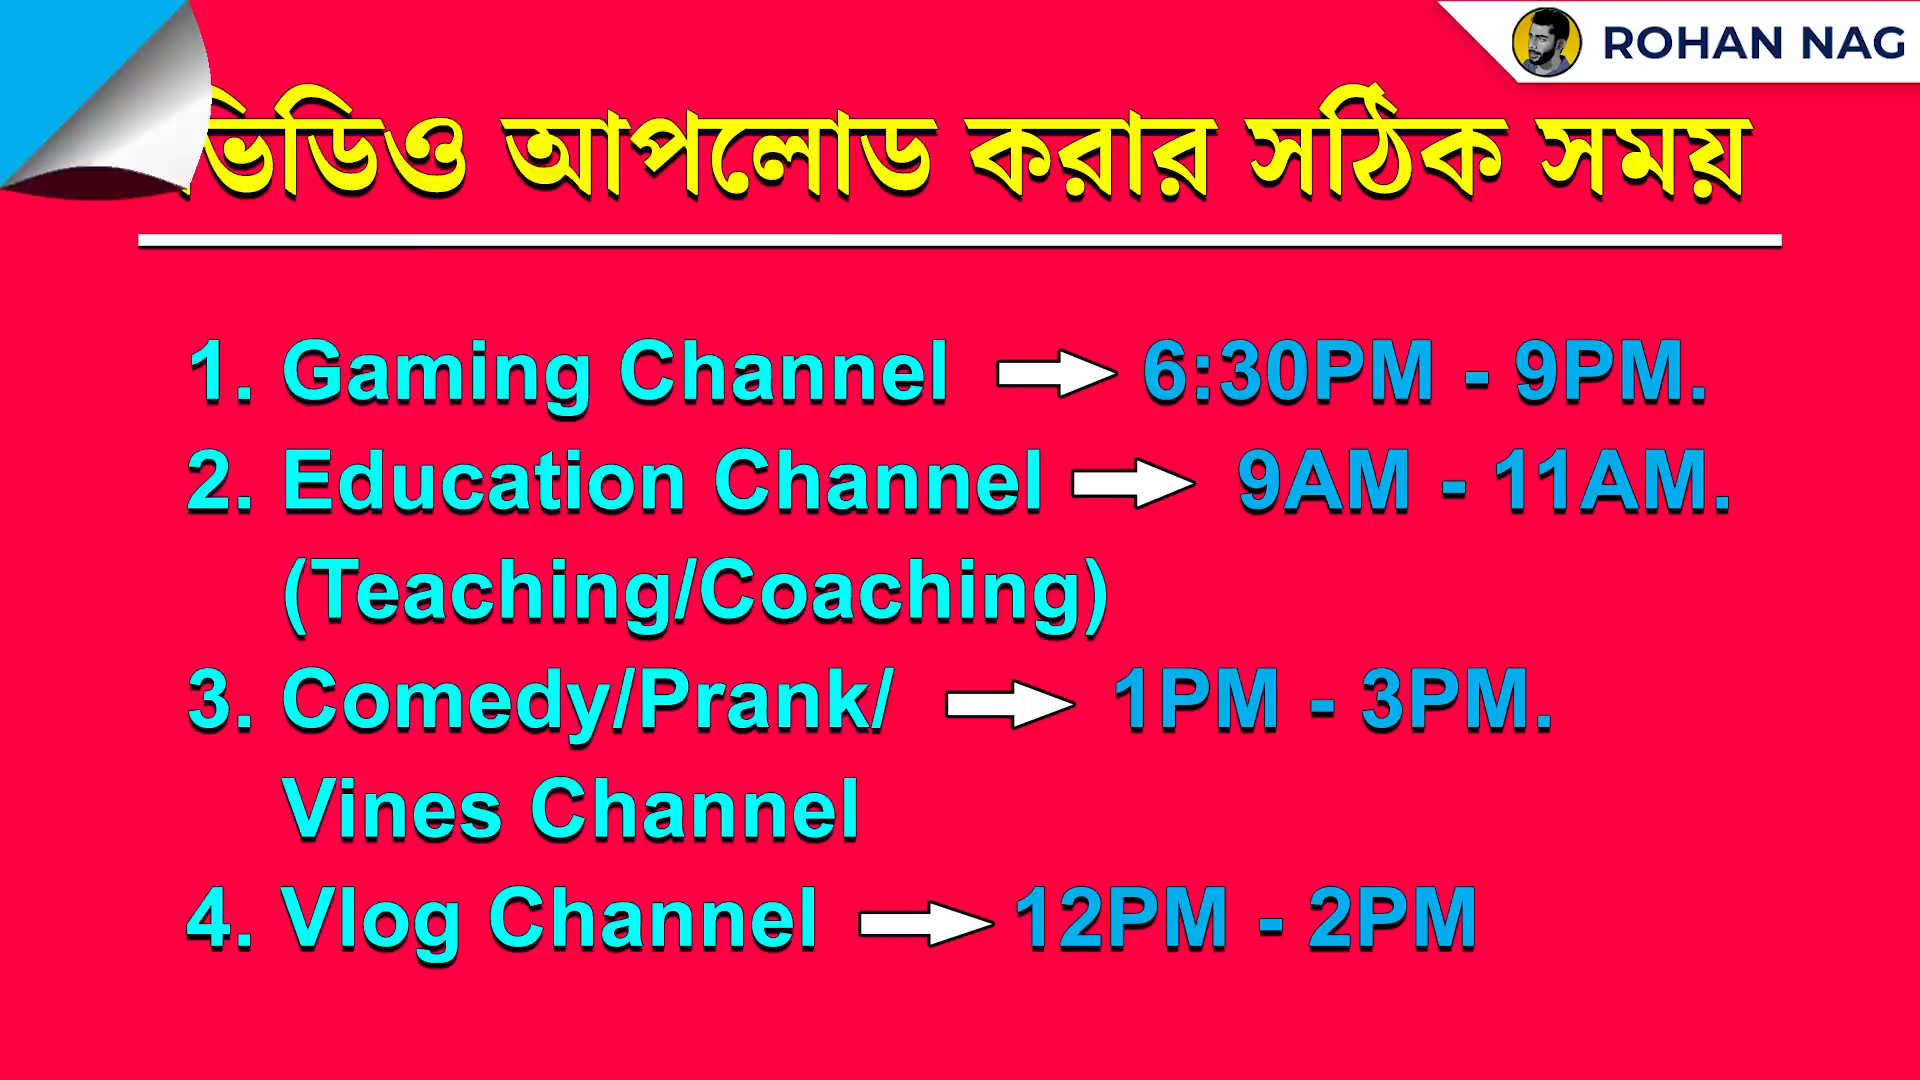 ROHAN NAG
ভিডিও আপলোড করার সঠিক সময়
1. Gaming Channel 6:30PM - 9PM.
2. Education Channel 9AM - 11AM.
(Teaching/Coaching)
3. Comedy/Prank/ 1PM - 3PM.
Vines Channel
4. Vlog Channel 12PM - 2PM